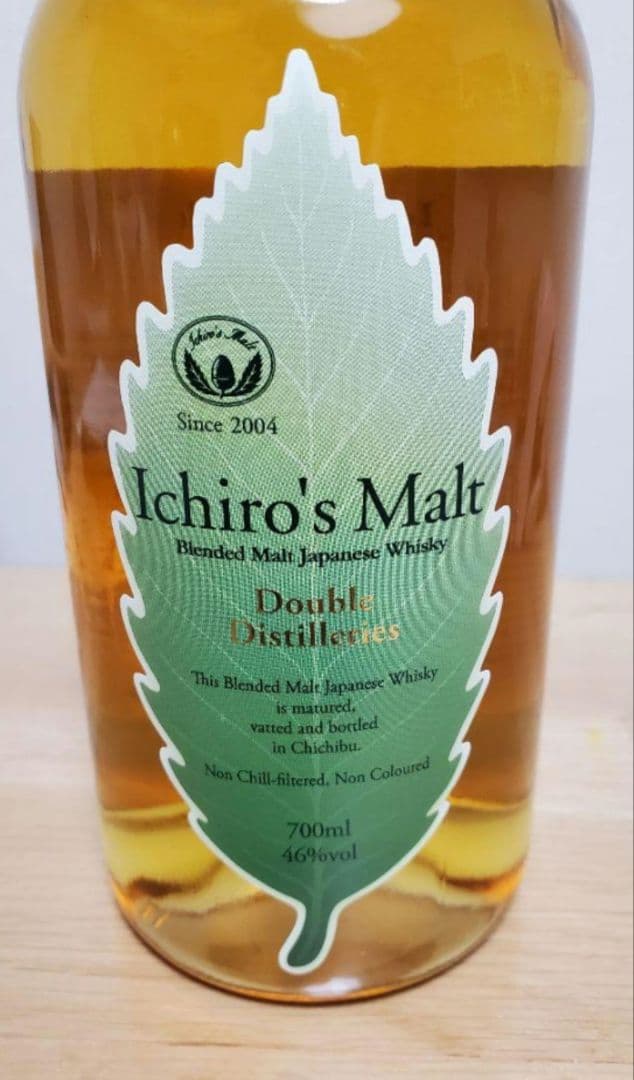 Ichiro's Malt
Since 2004
Ichiro's Malt
Blended Malt Japanese Whisky
Double
Distilleries
This Blended Malt Japanese Whisky
is matured,
vatted and bottled
in Chichibu.
Non Chill-filtered, Non Coloured
700ml
46%vol